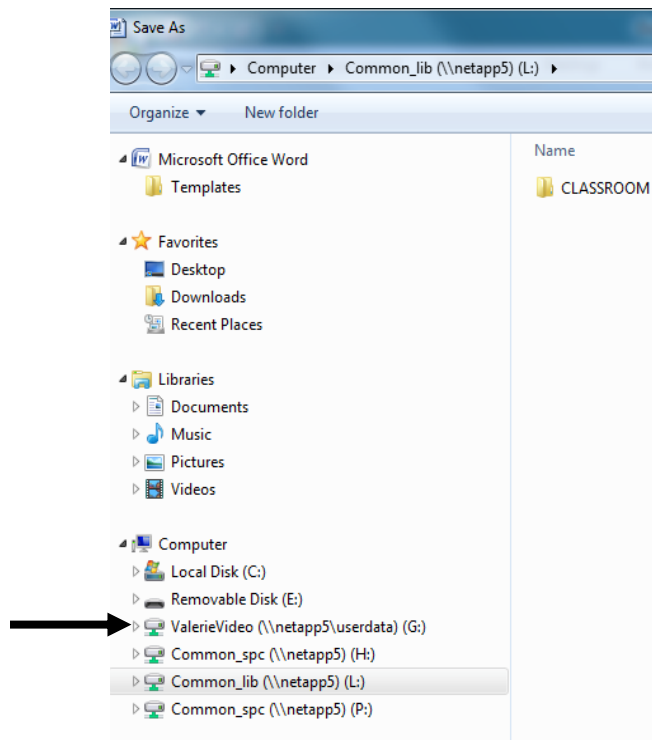 Save As
Computer Common_lib (\\netapp5) (L:)
Organize New folder
Microsoft Office Word
Templates
Favorites
Desktop
Downloads
Recent Places
Libraries
Documents
Music
Pictures
Videos
Computer
Local Disk (C:)
Removable Disk (E:)
ValerieVideo (\\netapp5\userdata) (G:)
Common_spc (\\netapp5) (H:)
Common_lib (\\netapp5) (L:)
Common_spc (\\netapp5) (P:)
Name
CLASSROOM